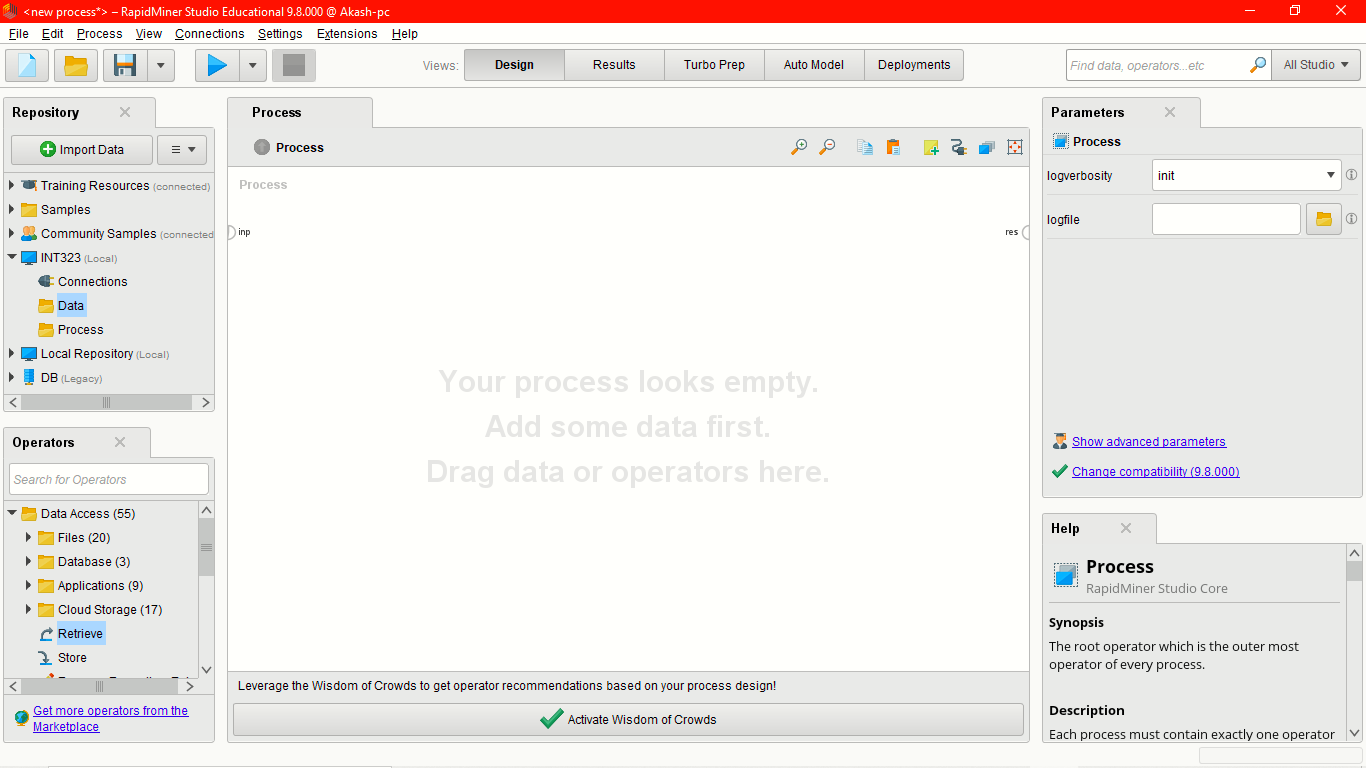 <new process*> – RapidMiner Studio Educational 9.8.000 @ Akash-pc
File Edit Process View Connections Settings Extensions Help
Views: Design Results Turbo Prep Auto Model Deployments Find data, operators...etc All Studio
Repository
Import Data
Training Resources (connected)
Samples
Community Samples (connected
INT323 (Local)
Connections
Data
Process
Local Repository (Local)
DB (Legacy)
Operators
Search for Operators
Data Access (55)
Files (20)
Database (3)
Applications (9)
Cloud Storage (17)
Retrieve
Store
Get more operators from the
Marketplace
Process
Process
Process
inp
res
Your process looks empty.
Add some data first.
Drag data or operators here.
Leverage the Wisdom of Crowds to get operator recommendations based on your process design!
Activate Wisdom of Crowds
Parameters
Process
logverbosity init
logfile
Show advanced parameters
Change compatibility (9.8.000)
Help
Process
RapidMiner Studio Core
Synopsis
The root operator which is the outer most
operator of every process.
Description
Each process must contain exactly one operator